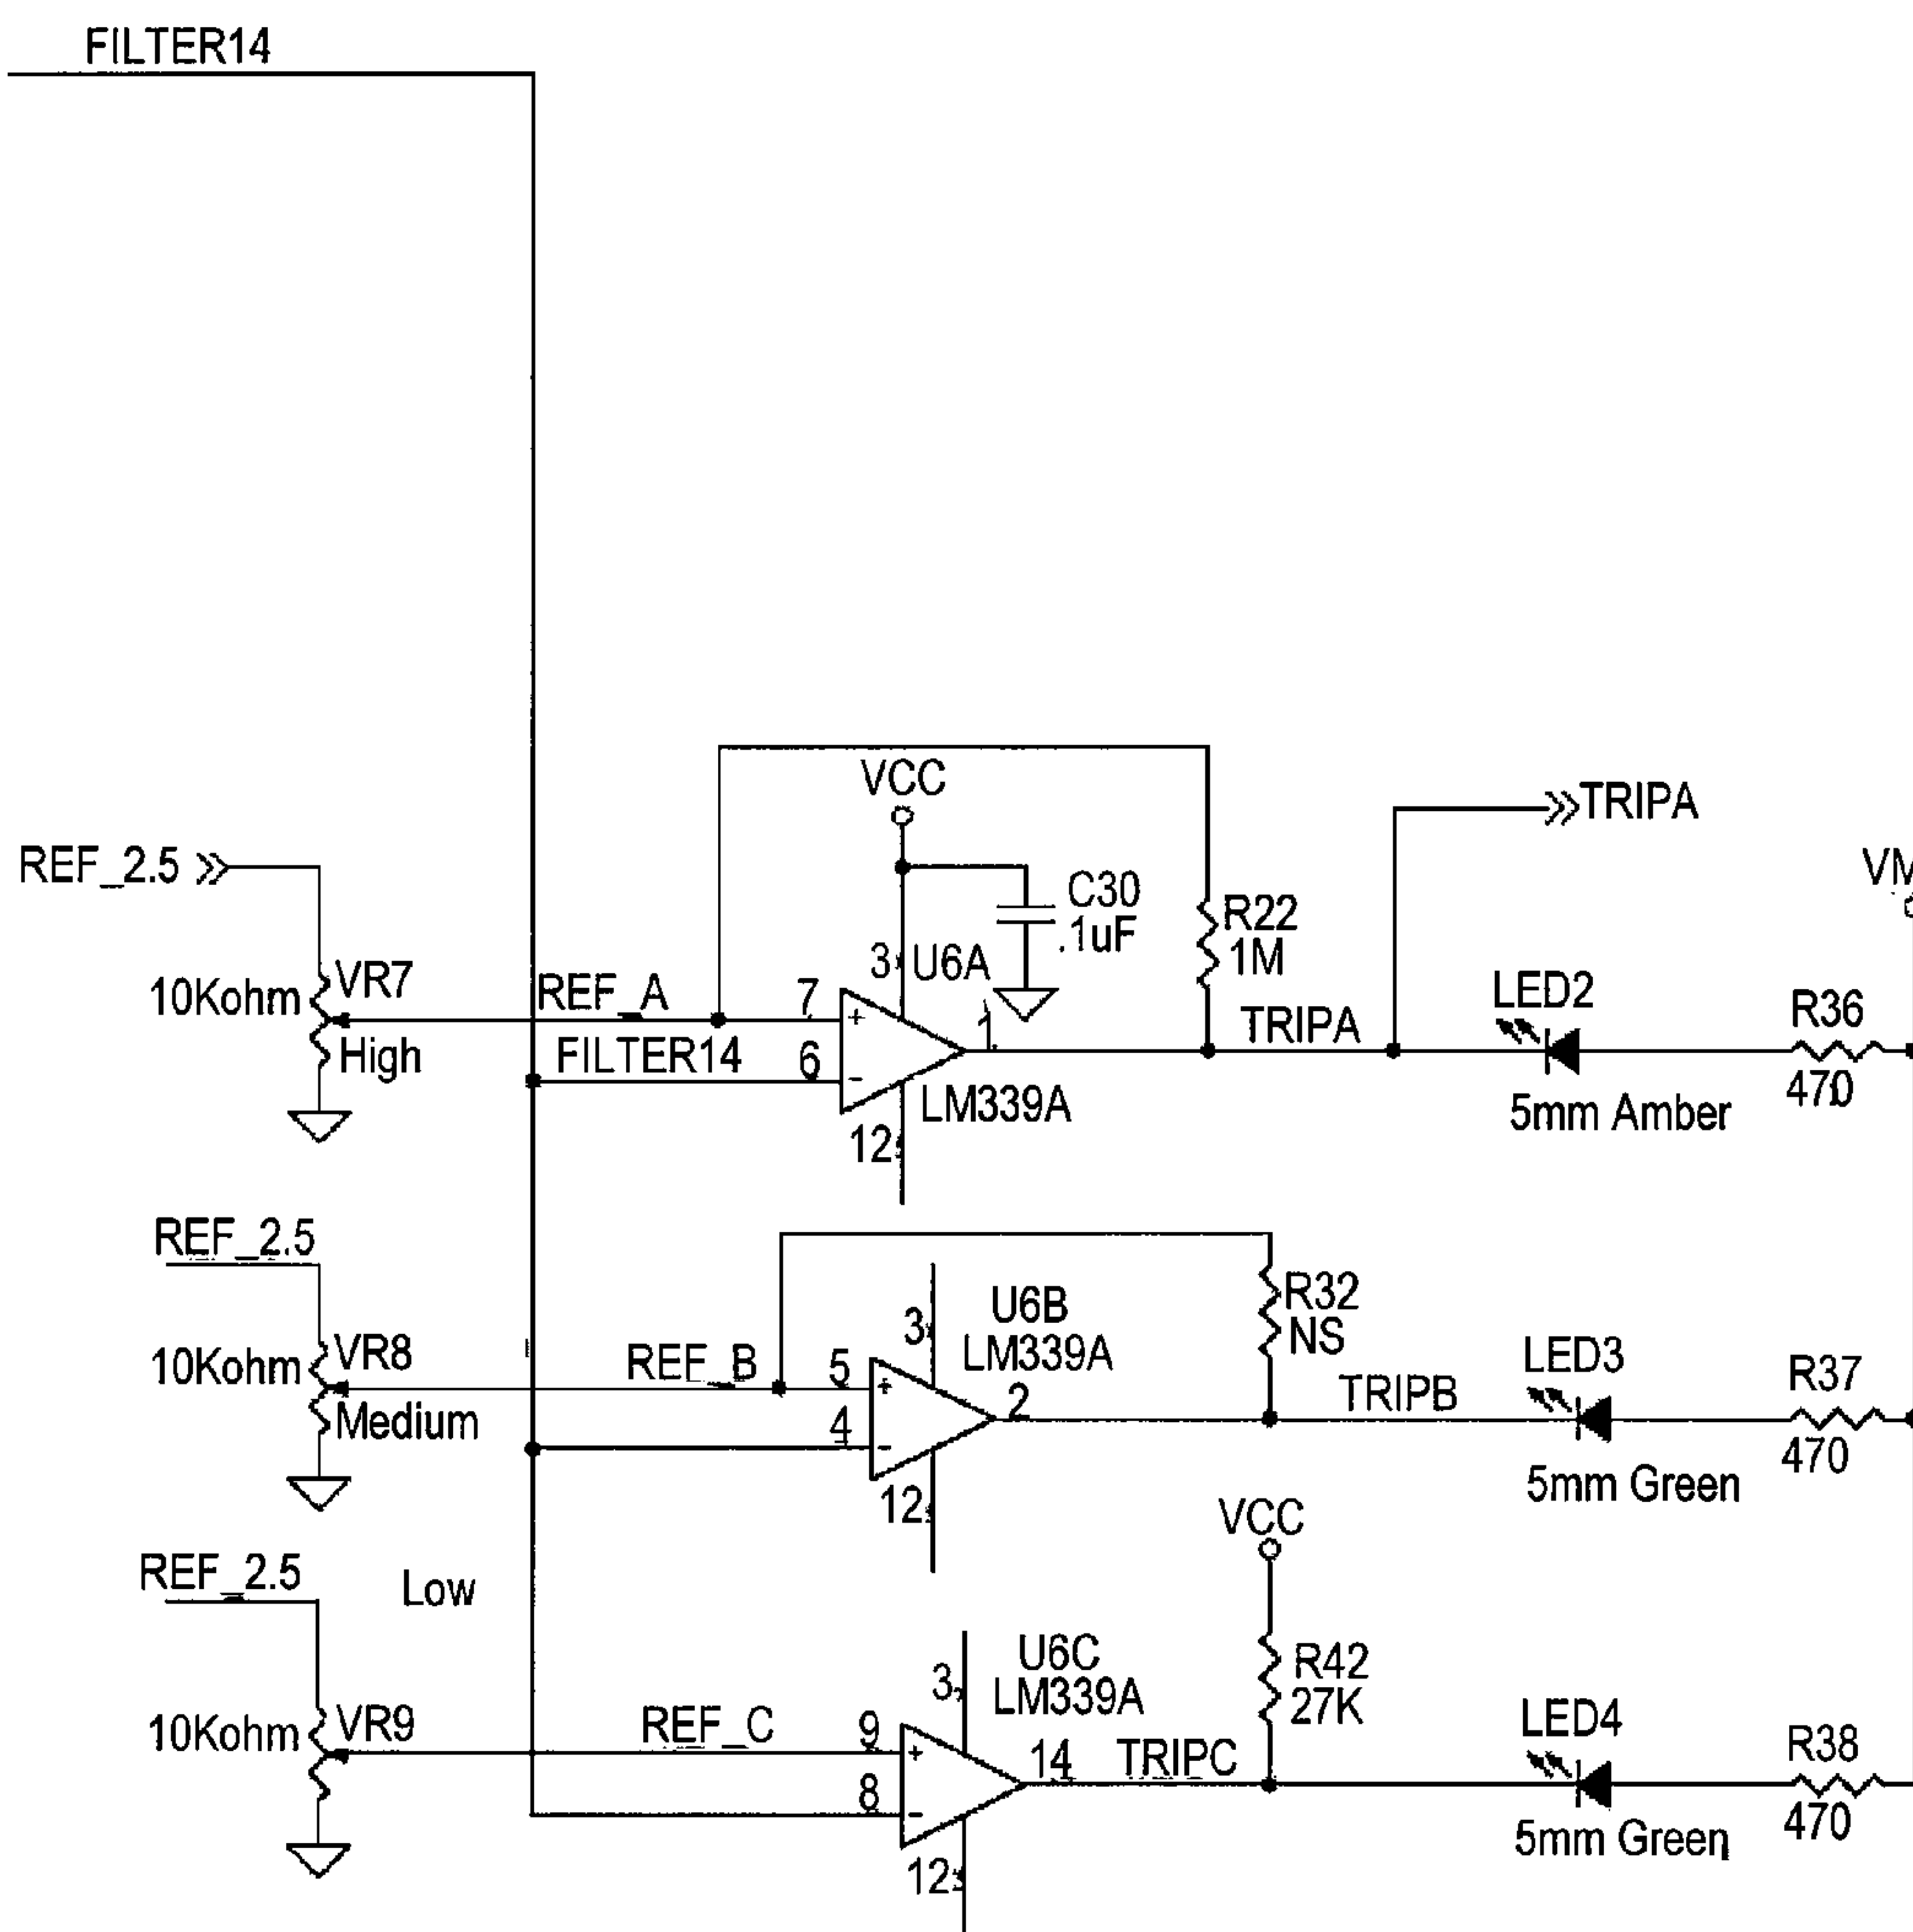 FILTER14
VCC
TRIPA
REF_2.5
C30
.1uF
R22
1M
VM
3
U6A
10Kohm
VR7
High
REF_A
FILTER14
7
6
+
-
1
LM339A
12
TRIPA
LED2
5mm Amber
R36
470
REF_2.5
10Kohm
VR8
Medium
REF_B
5
4
+
-
3
U6B
LM339A
2
12
R32
NS
TRIPB
LED3
5mm Green
R37
470
REF_2.5
Low
10Kohm
VR9
REF_C
9
8
+
-
3
U6C
LM339A
14
12
TRIPC
VCC
R42
27K
LED4
5mm Green
R38
470